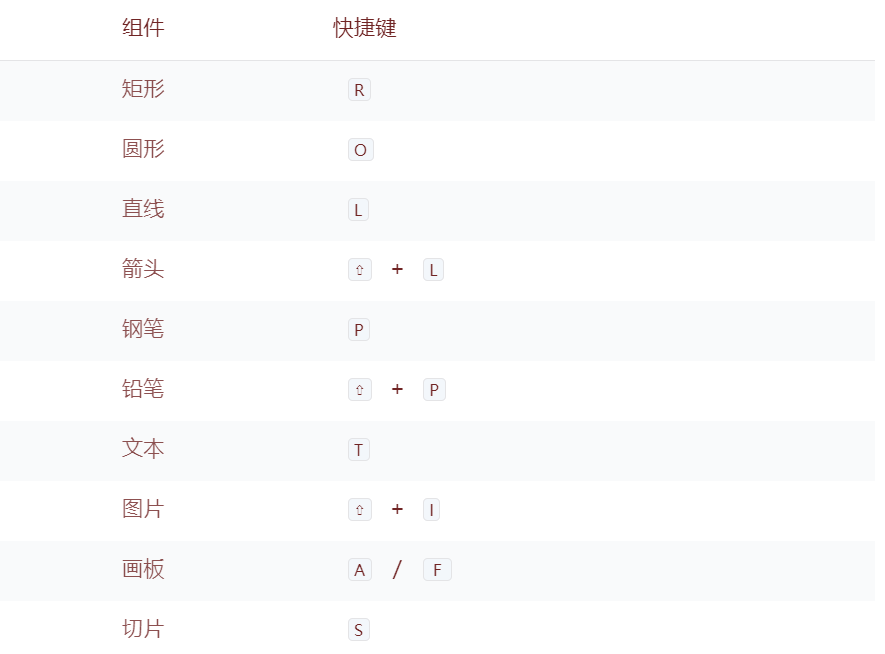 组件 快捷键
矩形 R
圆形 O
直线 L
箭头 ⇧ + L
钢笔 P
铅笔 ⇧ + P
文本 T
图片 ⇧ + I
画板 A / F
切片 S